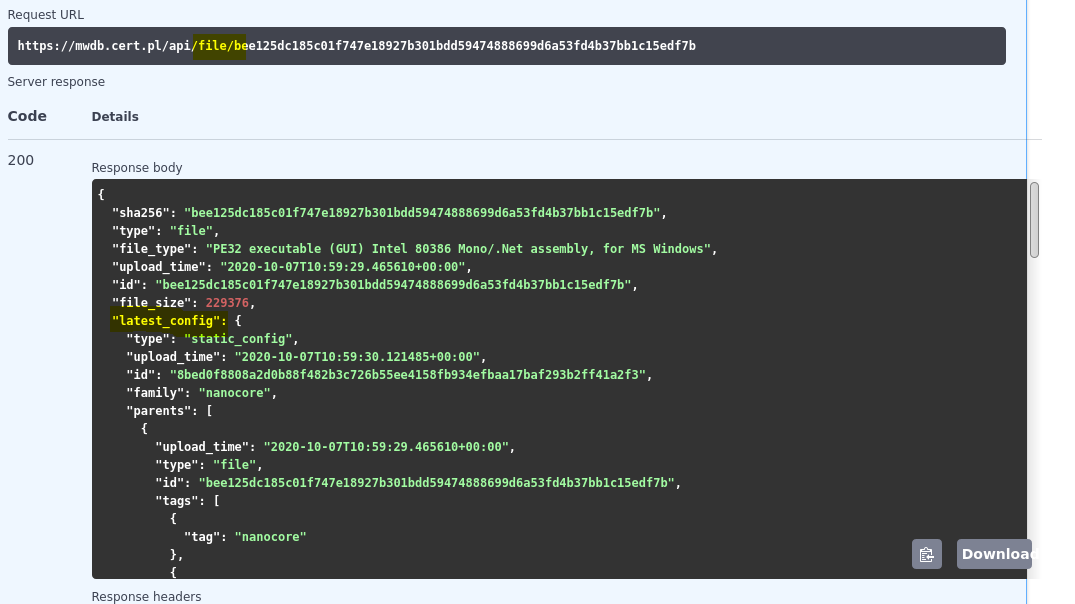 Request URL
https://mwdb.cert.pl/api/file/bee125dc185c01f747e18927b301bdd59474888699d6a53fd4b37bb1c15edf7b
Server response
Code Details
200
Response body
{
"sha256": "bee125dc185c01f747e18927b301bdd59474888699d6a53fd4b37bb1c15edf7b",
"type": "file",
"file_type": "PE32 executable (GUI) Intel 80386 Mono/.Net assembly, for MS Windows",
"upload_time": "2020-10-07T10:59:29.465610+00:00",
"id": "bee125dc185c01f747e18927b301bdd59474888699d6a53fd4b37bb1c15edf7b",
"file_size": 229376,
"latest_config": {
"type": "static_config",
"upload_time": "2020-10-07T10:59:30.121485+00:00",
"id": "8bed0f8808a2d0b88f482b3c726b55ee4158fb934efbaa17baf293b2ff41a2f3",
"family": "nanocore",
"parents": [
{
"upload_time": "2020-10-07T10:59:29.465610+00:00",
"type": "file",
"id": "bee125dc185c01f747e18927b301bdd59474888699d6a53fd4b37bb1c15edf7b",
"tags": [
{
"tag": "nanocore"
},
{
Download
Response headers